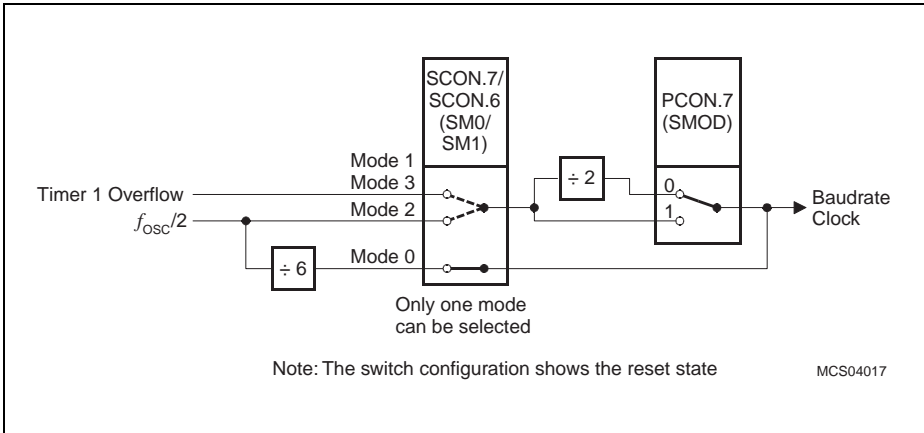 SCON.7/
SCON.6
(SM0/
SM1)
PCON.7
(SMOD)
Mode 1
Mode 3
Timer 1 Overflow
Mode 2
f_OSC/2
÷ 2
0
1
Baudrate
Clock
Mode 0
÷ 6
Only one mode
can be selected
Note: The switch configuration shows the reset state
MCS04017